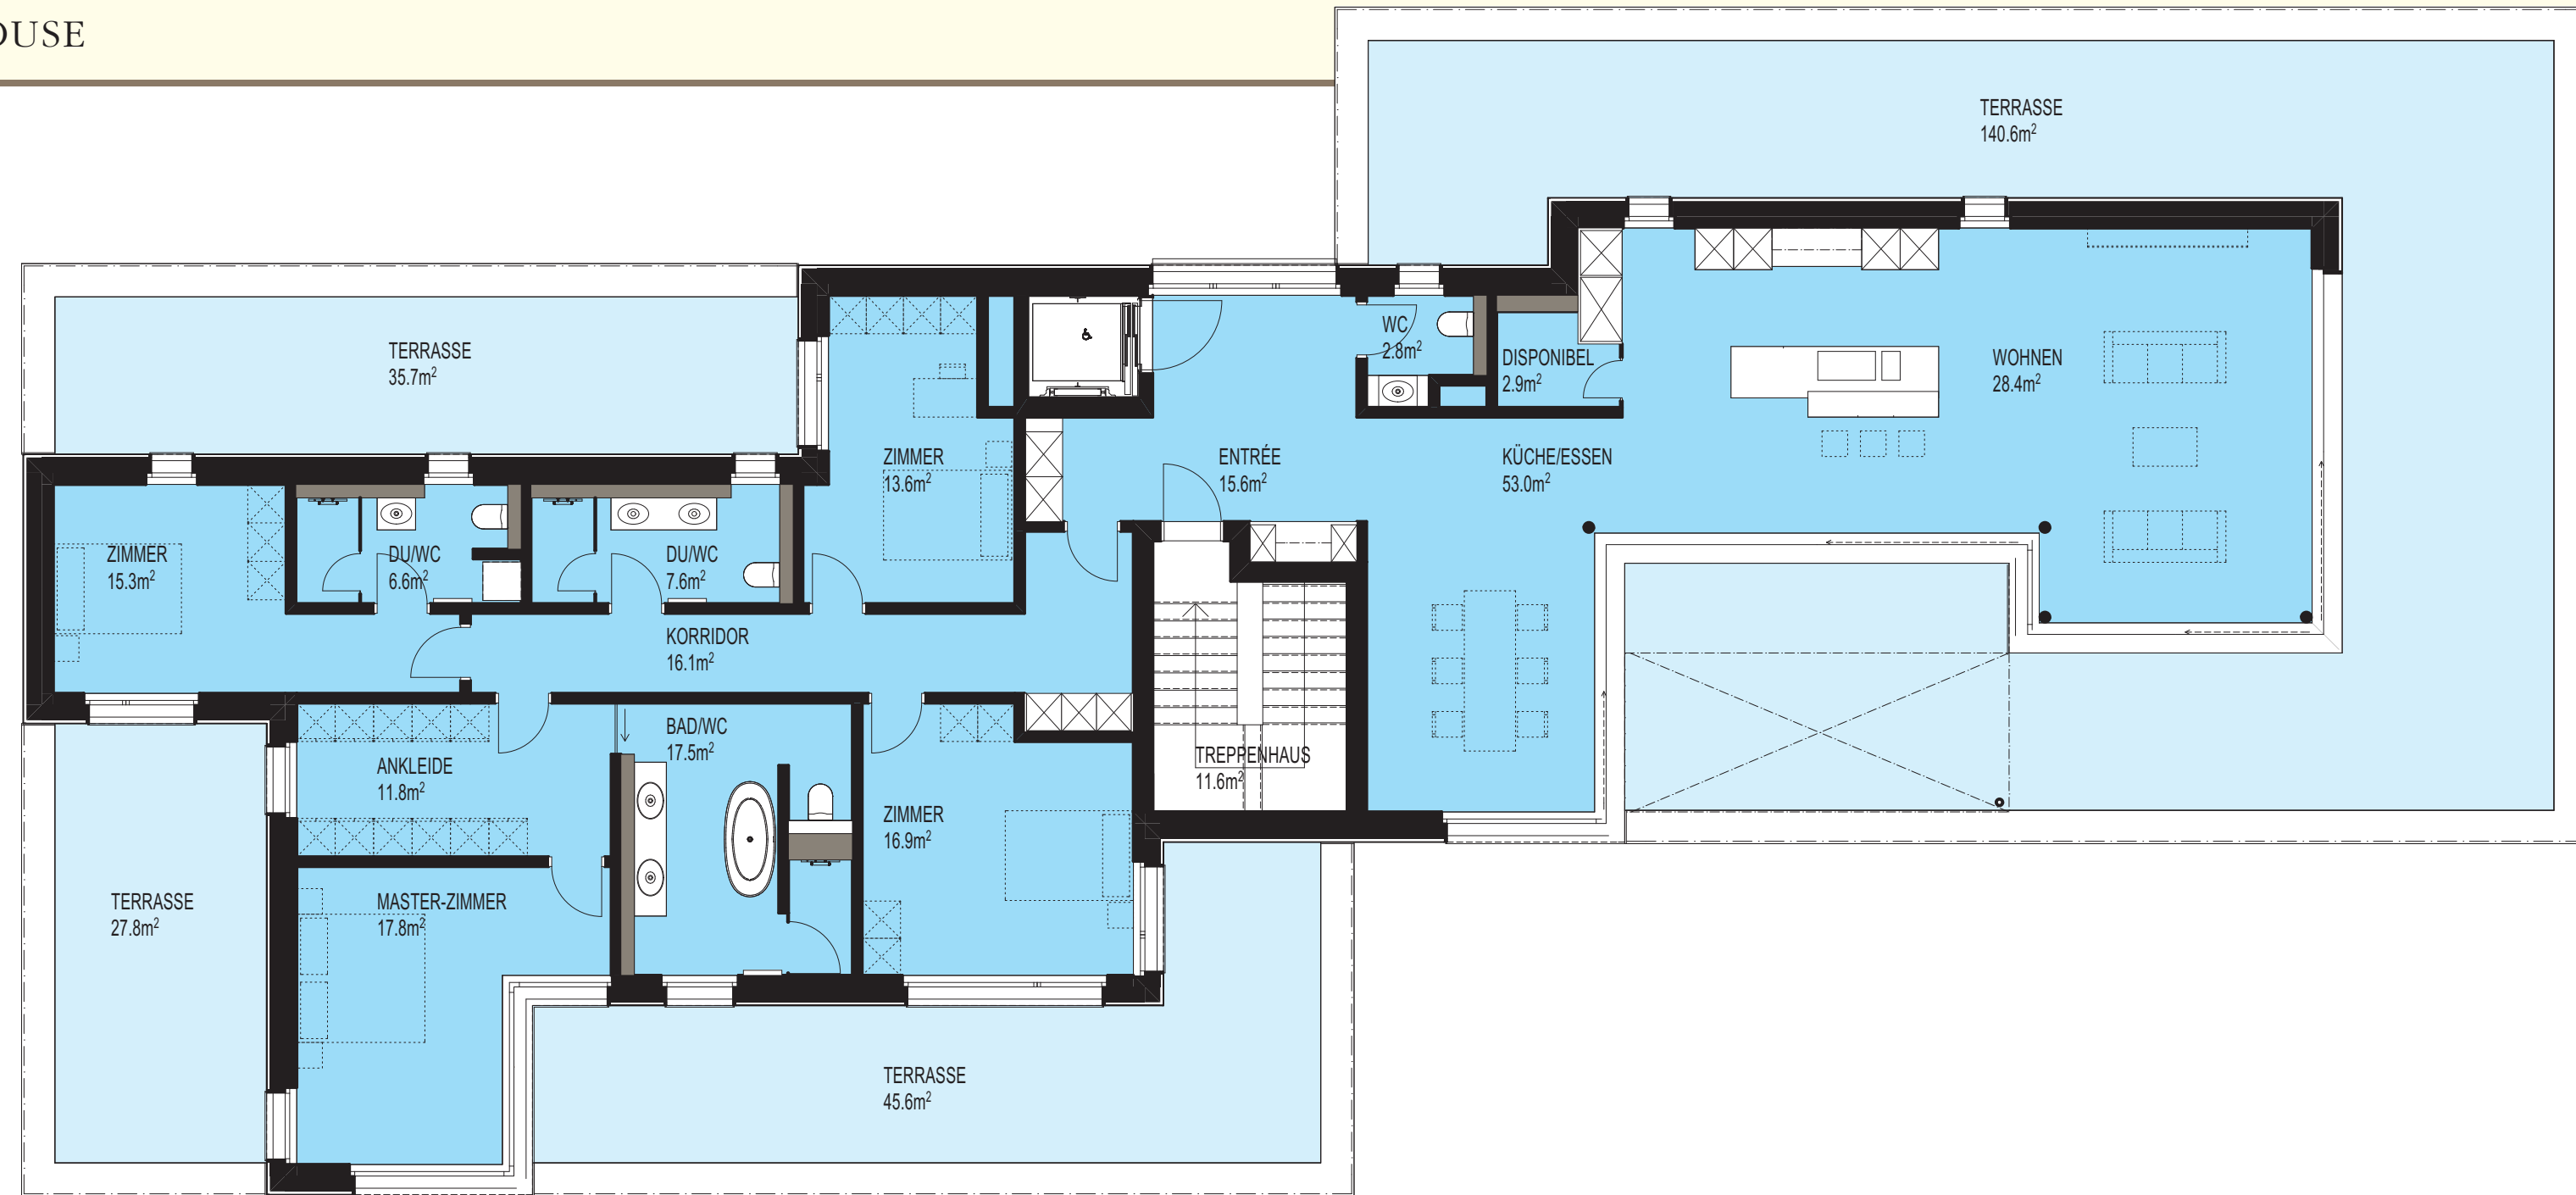 OUSE
TERRASSE
140.6m²
TERRASSE
35.7m²
WC
2.8m²
DISPONIBEL
2.9m²
WOHNEN
28.4m²
ZIMMER
13.6m²
ENTRÉE
15.6m²
KÜCHE/ESSEN
53.0m²
ZIMMER
15.3m²
DU/WC
6.6m²
DU/WC
7.6m²
KORRIDOR
16.1m²
BAD/WC
17.5m²
TREPPENHAUS
11.6m²
ANKLEIDE
11.8m²
ZIMMER
16.9m²
TERRASSE
27.8m²
MASTER-ZIMMER
17.8m²
TERRASSE
45.6m²